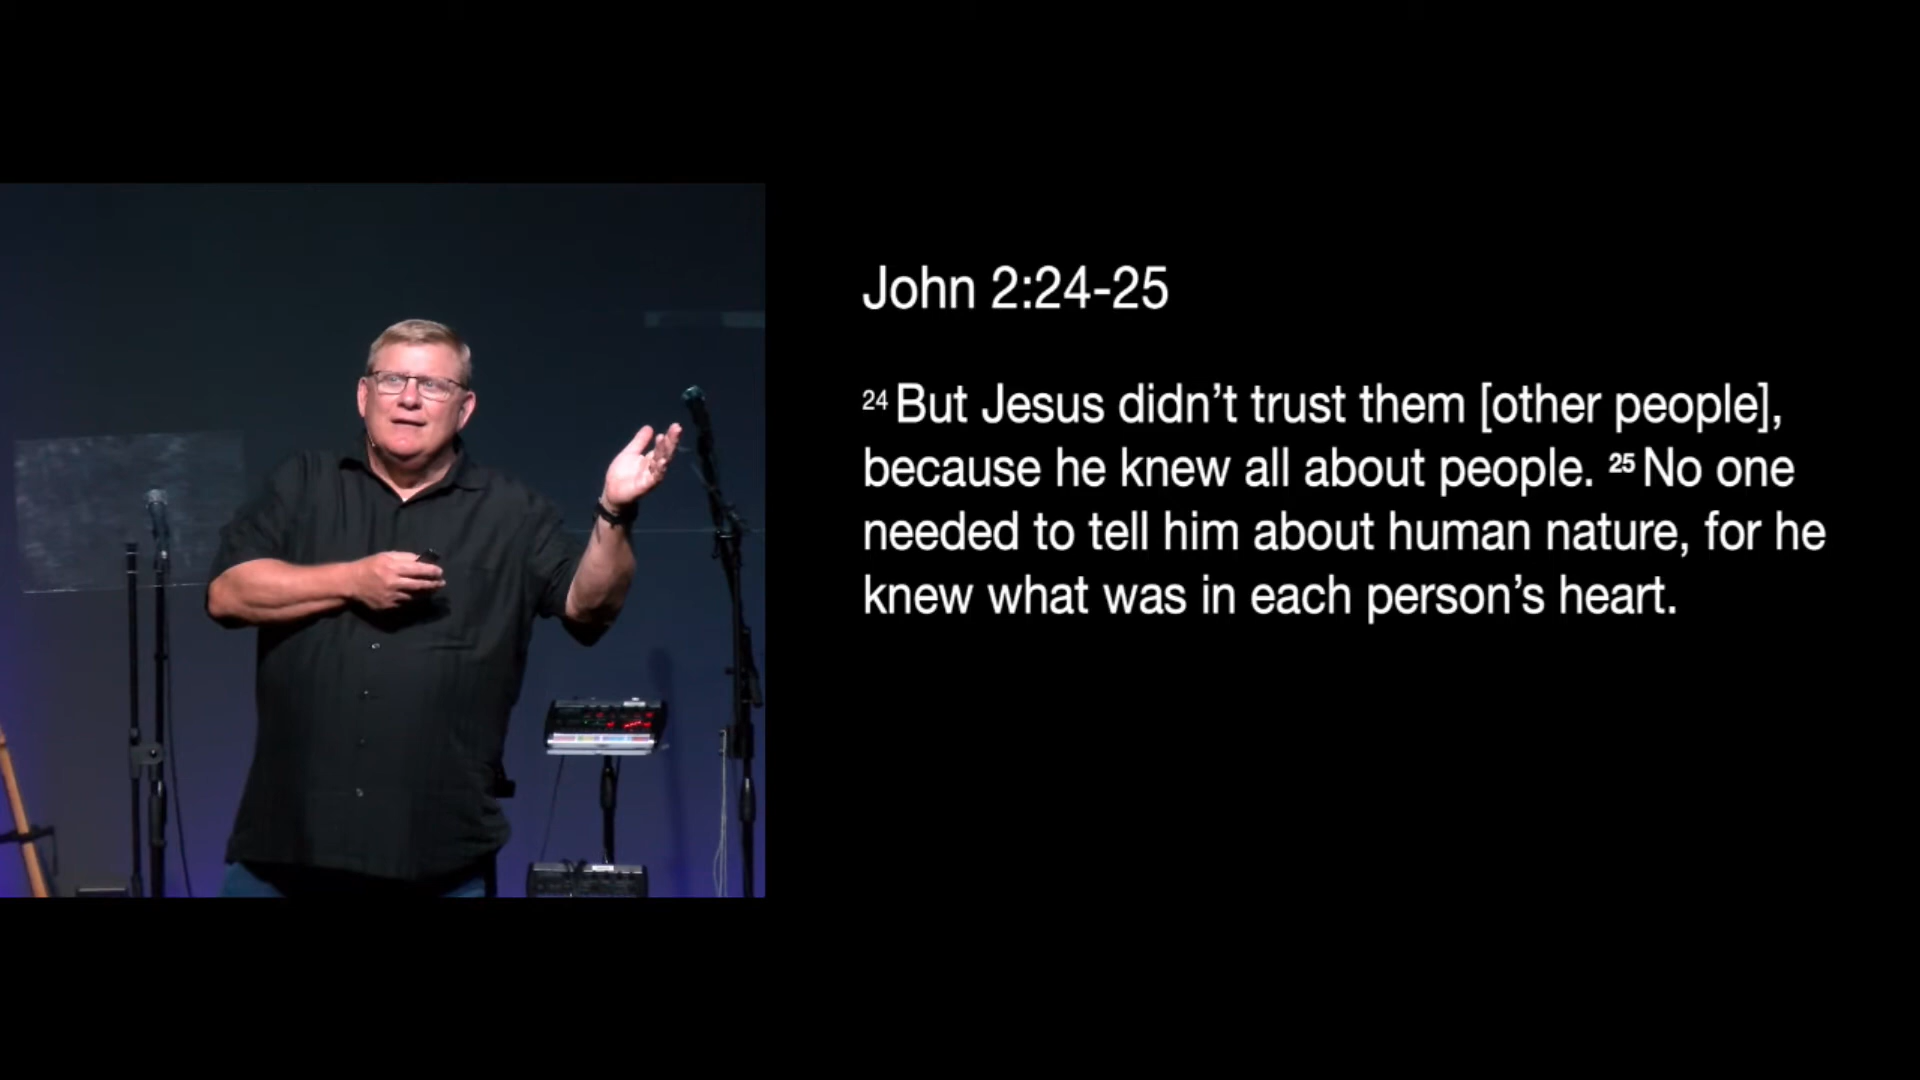 John 2:24-25
24 But Jesus didn’t trust them [other people],
because he knew all about people. 25 No one
needed to tell him about human nature, for he
knew what was in each person’s heart.